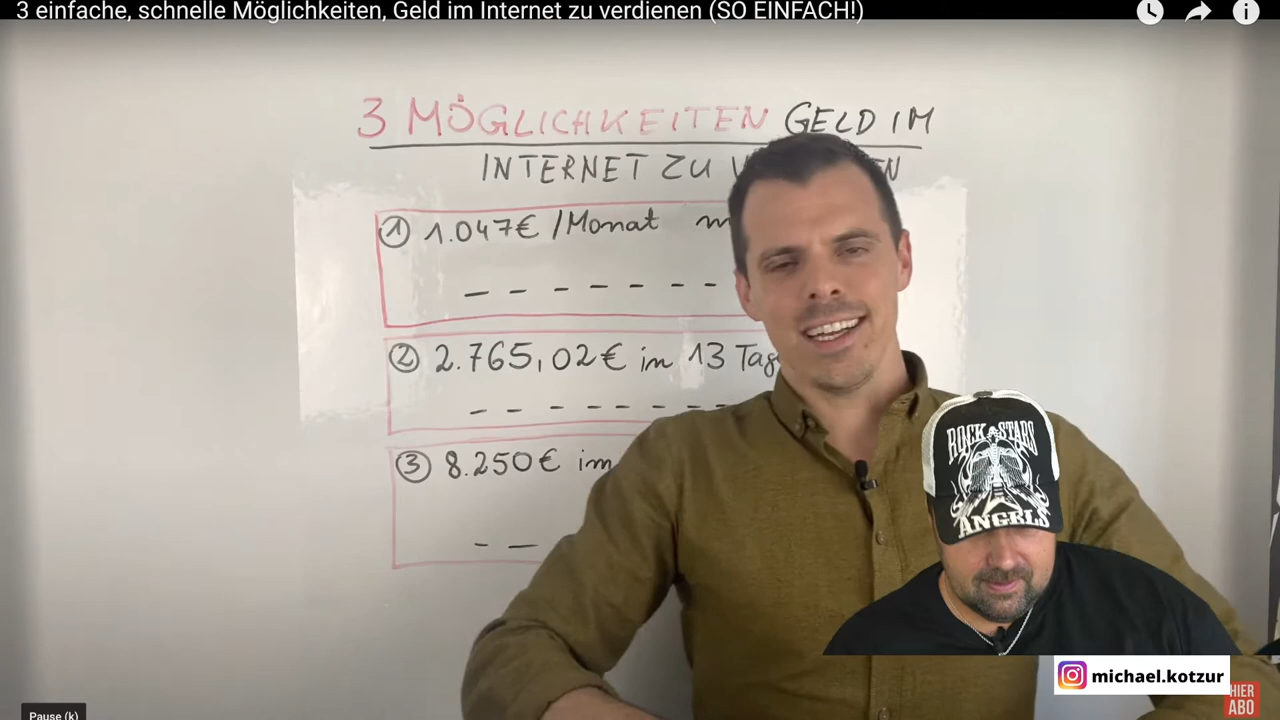 3 einfache, schnelle Möglichkeiten, Geld im Internet zu verdienen (SO EINFACH!)
3 MÖGLICHKEITEN GELD IM
INTERNET ZU
1 1.047€ /Monat
2 2.765,02€ im 13 Tage
3 8.250€ im
ROCK STARS
ANGELS
michael.kotzur
HIER
ABO
Pause (k)